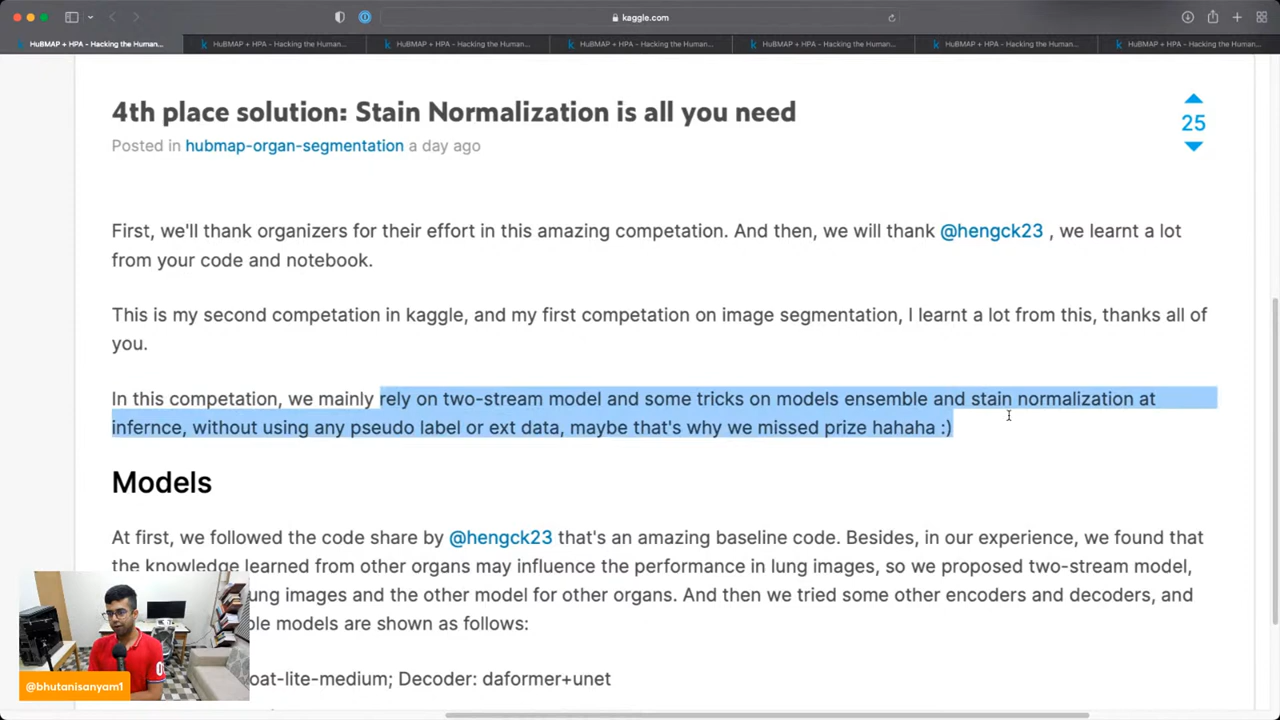 kaggle.com
HuBMAP + HPA - Hacking the Human...
HuBMAP + HPA - Hacking the Human...
HuBMAP + HPA - Hacking the Human...
HuBMAP + HPA - Hacking the Human...
HuBMAP + HPA - Hacking the Human...
HuBMAP + HPA - Hacking the Human...
HuBMAP + HPA - Hacking the Human...
4th place solution: Stain Normalization is all you need
25
Posted in hubmap-organ-segmentation a day ago
First, we'll thank organizers for their effort in this amazing competation. And then, we will thank @hengck23 , we learnt a lot
from your code and notebook.
This is my second competation in kaggle, and my first competation on image segmentation, I learnt a lot from this, thanks all of
you.
In this competation, we mainly rely on two-stream model and some tricks on models ensemble and stain normalization at
infernce, without using any pseudo label or ext data, maybe that's why we missed prize hahaha :)
Models
At first, we followed the code share by @hengck23 that's an amazing baseline code. Besides, in our experience, we found that
the knowledge learned from other organs may influence the performance in lung images, so we proposed two-stream model,
ung images and the other model for other organs. And then we tried some other encoders and decoders, and
ble models are shown as follows:
oat-lite-medium; Decoder: daformer+unet
@bhutanisanyam1